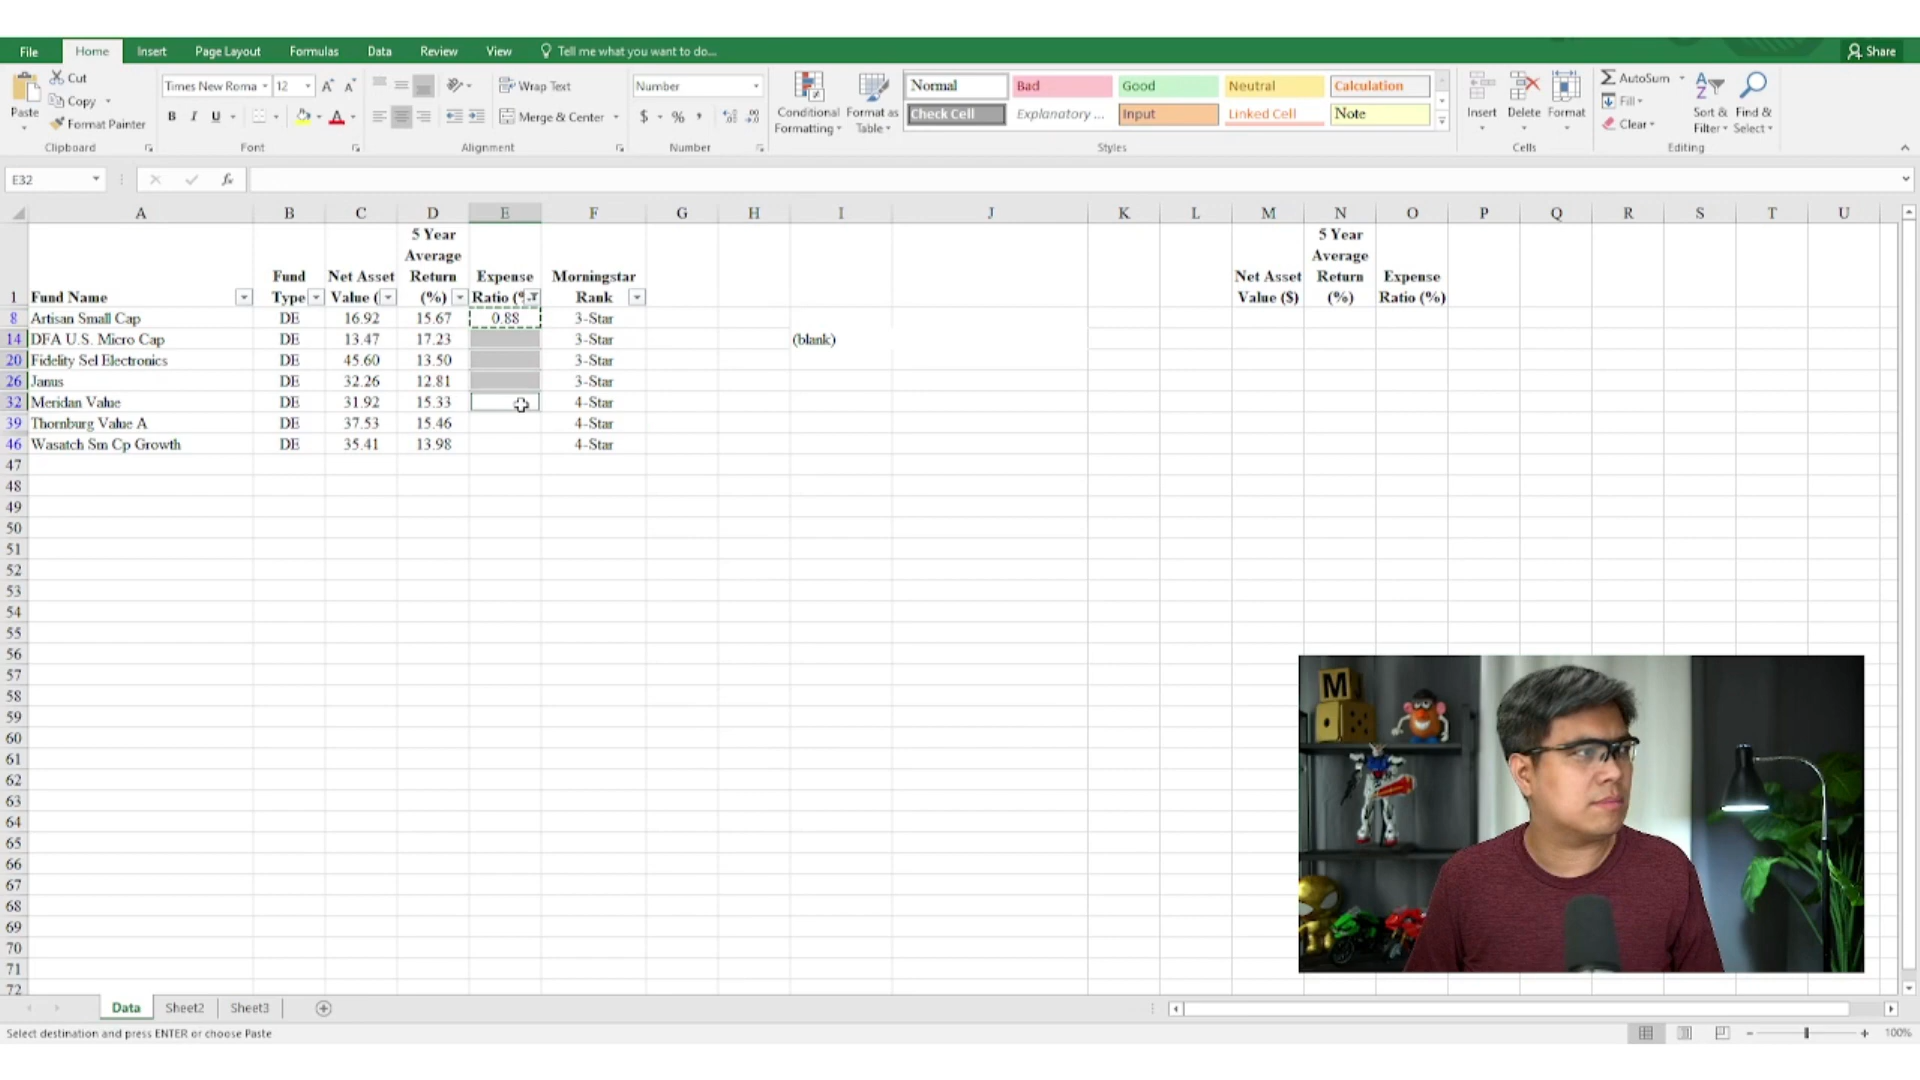 File Home Insert Page Layout Formulas Data Review View Tell me what you want to do... Share
Paste Cut Copy Format Painter Clipboard
Times New Roma 12 B I U Font
Wrap Text Merge & Center Alignment
Number $ % , Number
Conditional Formatting Format as Table
Normal Bad Good Neutral Calculation
Check Cell Explanatory ... Input Linked Cell Note
Styles
Insert Delete Format Cells
AutoSum Fill Clear Sort & Filter Find & Select Editing
E32 fx
A B C D E F G H I J K L M N O P Q R S T U
1 Fund Name Fund Type Net Asset Value ( 5 Year Average Return (%) Expense Ratio (% Morningstar Rank Net Asset Value ($) 5 Year Average Return (%) Expense Ratio (%)
8 Artisan Small Cap DE 16.92 15.67 0.88 3-Star
14 DFA U.S. Micro Cap DE 13.47 17.23 3-Star (blank)
20 Fidelity Sel Electronics DE 45.60 13.50 3-Star
26 Janus DE 32.26 12.81 3-Star
32 Meridan Value DE 31.92 15.33 4-Star
39 Thornburg Value A DE 37.53 15.46 4-Star
46 Wasatch Sm Cp Growth DE 35.41 13.98 4-Star
47
48
49
50
51
52
53
54
55
56
57
58
59
60
61
62
63
64
65
66
67
68
69
70
71
72
M
Data Sheet2 Sheet3
Select destination and press ENTER or choose Paste 100%